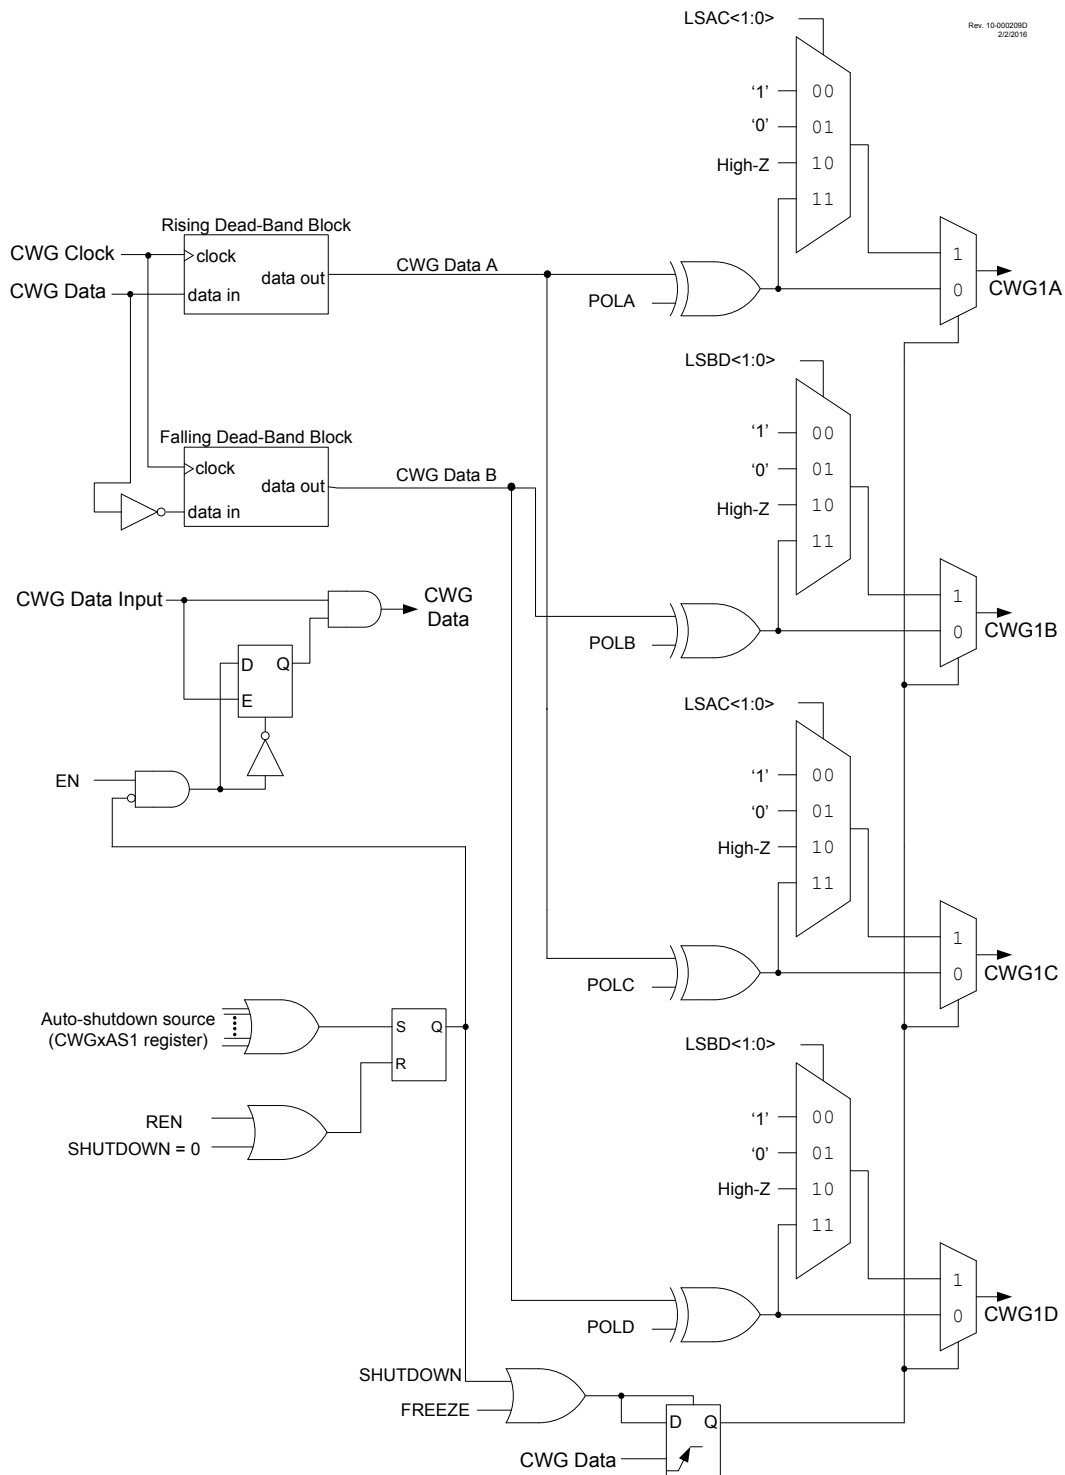 LSAC<1:0>
Rev. 10-000209D
2/2/2016
'1'
00
'0'
01
High-Z
10
11
Rising Dead-Band Block
CWG Clock
clock
CWG Data A
data out
CWG Data
data in
POLA
1
0
CWG1A
LSBD<1:0>
'1'
00
'0'
01
High-Z
10
11
Falling Dead-Band Block
clock
CWG Data B
data out
data in
CWG Data Input
CWG
Data
D
Q
E
POLB
1
0
CWG1B
LSAC<1:0>
'1'
00
'0'
01
High-Z
10
11
EN
POLC
1
0
CWG1C
Auto-shutdown source
(CWGxAS1 register)
S
Q
R
REN
SHUTDOWN = 0
LSBD<1:0>
'1'
00
'0'
01
High-Z
10
11
POLD
1
0
CWG1D
SHUTDOWN
FREEZE
D
Q
CWG Data